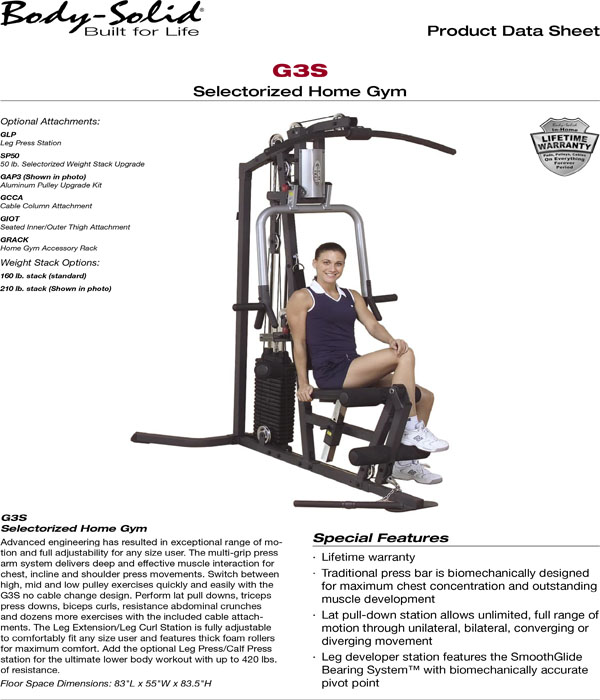 Body-Solid®
Built for Life
Product Data Sheet
G3S
Selectorized Home Gym
Optional Attachments:
GLP
Leg Press Station
SP50
50 lb. Selectorized Weight Stack Upgrade
GAP3 (Shown in photo)
Aluminum Pulley Upgrade Kit
GCCA
Cable Column Attachment
GIOT
Seated Inner/Outer Thigh Attachment
GRACK
Home Gym Accessory Rack
Weight Stack Options:
160 lb. stack (standard)
210 lb. stack (Shown in photo)
Body-Solid
In-Home
LIFETIME
WARRANTY
Pads, Pulleys, Cables
On Everything
Forever
Period
G3S
Selectorized Home Gym
Advanced engineering has resulted in exceptional range of mo-
tion and full adjustability for any size user. The multi-grip press
arm system delivers deep and effective muscle interaction for
chest, incline and shoulder press movements. Switch between
high, mid and low pulley exercises quickly and easily with the
G3S no cable change design. Perform lat pull downs, triceps
press downs, biceps curls, resistance abdominal crunches
and dozens more exercises with the included cable attach-
ments. The Leg Extension/Leg Curl Station is fully adjustable
to comfortably fit any size user and features thick foam rollers
for maximum comfort. Add the optional Leg Press/Calf Press
station for the ultimate lower body workout with up to 420 lbs.
of resistance.
Floor Space Dimensions: 83"L x 55"W x 83.5"H
Special Features
· Lifetime warranty
· Traditional press bar is biomechanically designed
for maximum chest concentration and outstanding
muscle development
· Lat pull-down station allows unlimited, full range of
motion through unilateral, bilateral, converging or
diverging movement
· Leg developer station features the SmoothGlide
Bearing System™ with biomechanically accurate
pivot point